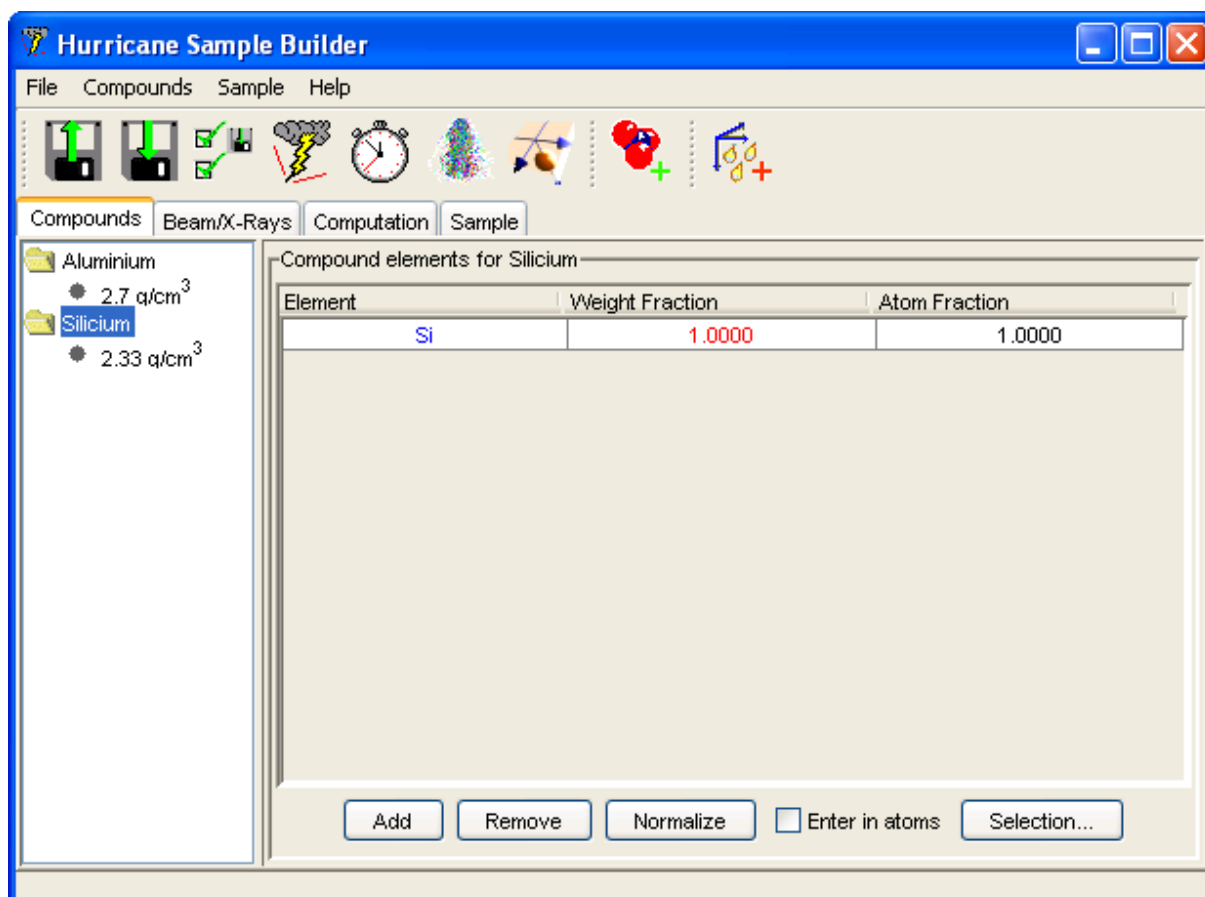 Hurricane Sample Builder
File Compounds Sample Help
Compounds Beam/X-Rays Computation Sample
Aluminium
2.7 g/cm³
Silicium
2.33 g/cm³
Compound elements for Silicium
Element Weight Fraction Atom Fraction
Si 1.0000 1.0000
Add Remove Normalize Enter in atoms Selection...